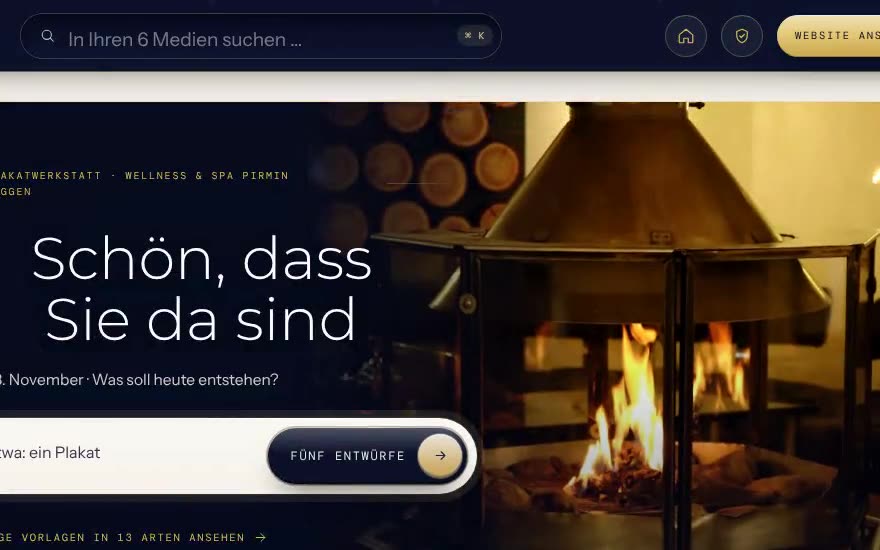 In Ihren 6 Medien suchen ...
⌘ K
WEBSITE ANS
AKATWERKSTATT · WELLNESS & SPA PIRMIN
GGEN
Schön, dass
Sie da sind
. November · Was soll heute entstehen?
twa: ein Plakat
FÜNF ENTWÜRFE →
GE VORLAGEN IN 13 ARTEN ANSEHEN →